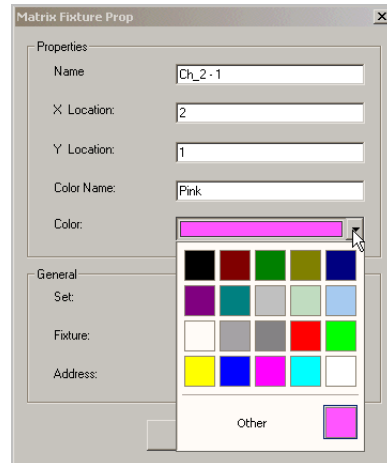 Matrix Fixture Prop
Properties
Name
Ch_2 - 1
X Location:
2
Y Location:
1
Color Name:
Pink
Color:
General
Set:
Fixture:
Address:
Other